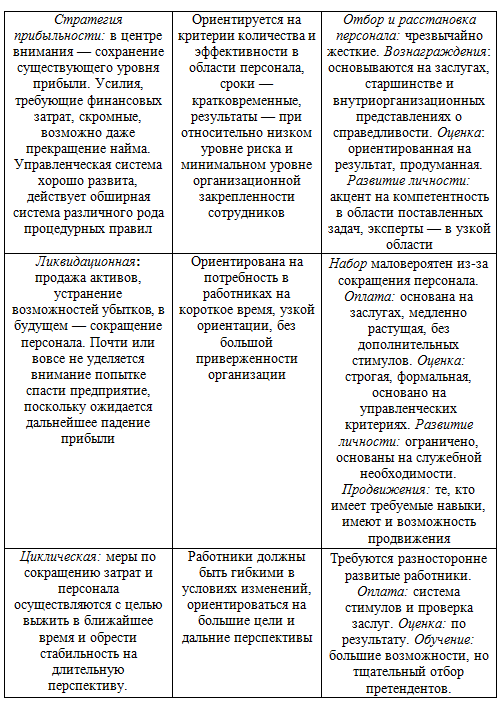 Стратегия
прибыльности: в центре
внимания — сохранение
существующего уровня
прибыли. Усилия,
требующие финансовых
затрат, скромные,
возможно даже
прекращение найма.
Управленческая система
хорошо развита,
действует обширная
система различного рода
процедурных правил
Ориентируется на
критерии количества и
эффективности в
области персонала,
сроки —
кратковременные,
результаты — при
относительно низком
уровне риска и
минимальном уровне
организационной
закрепленности
сотрудников
Отбор и расстановка
персонала: чрезвычайно
жесткие. Вознаграждения:
основываются на заслугах,
старшинстве и
внутриорганизационных
представлениях о
справедливости. Оценка:
ориентированная на
результат, продуманная.
Развитие личности:
акцент на компетентность
в области поставленных
задач, эксперты — в узкой
области
Ликвидационная:
продажа активов,
устранение
возможностей убытков, в
будущем — сокращение
персонала. Почти или
вовсе не уделяется
внимание попытке
спасти предприятие,
поскольку ожидается
дальнейшее падение
прибыли
Ориентирована на
потребность в
работниках на
короткое время, узкой
ориентации, без
большой
приверженности
организации
Набор маловероятен из-за
сокращения персонала.
Оплата: основана на
заслугах, медленно
растущая, без
дополнительных
стимулов. Оценка:
строгая, формальная,
основано на
управленческих
критериях. Развитие
личности: ограничено,
основаны на служебной
необходимости.
Продвижения: те, кто
имеет требуемые навыки,
имеют и возможность
продвижения
Циклическая: меры по
сокращению затрат и
персонала
осуществляются с целью
выжить в ближайшее
время и обрести
стабильность на
длительную
перспективу.
Работники должны
быть гибкими в
условиях изменений,
ориентироваться на
большие цели и
дальние перспективы
Требуются разносторонне
развитые работники.
Оплата: система
стимулов и проверка
заслуг. Оценка: по
результату. Обучение:
большие возможности, но
тщательный отбор
претендентов.